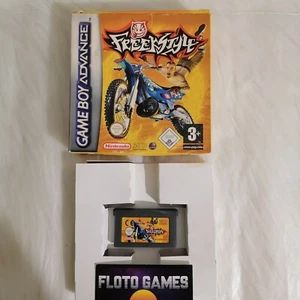 FREEKSTYLE
GAME BOY ADVANCE
Nintendo
3+
FLOTO GAMES